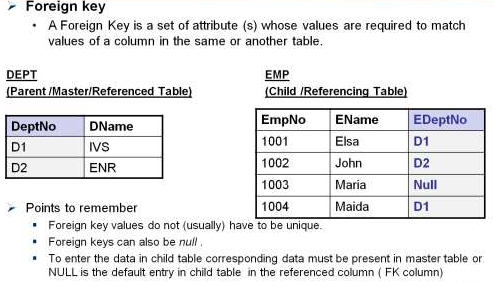 ➢ Foreign key
• A Foreign Key is a set of attribute (s) whose values are required to match
values of a column in the same or another table.
DEPT
(Parent /Master/Referenced Table)
DeptNo DName
D1 IVS
D2 ENR
EMP
(Child /Referencing Table)
EmpNo EName EDeptNo
1001 Elsa D1
1002 John D2
1003 Maria Null
1004 Maida D1
➢ Points to remember
▪ Foreign key values do not (usually) have to be unique.
▪ Foreign keys can also be null .
▪ To enter the data in child table corresponding data must be present in master table or
NULL is the default entry in child table in the referenced column ( FK column)